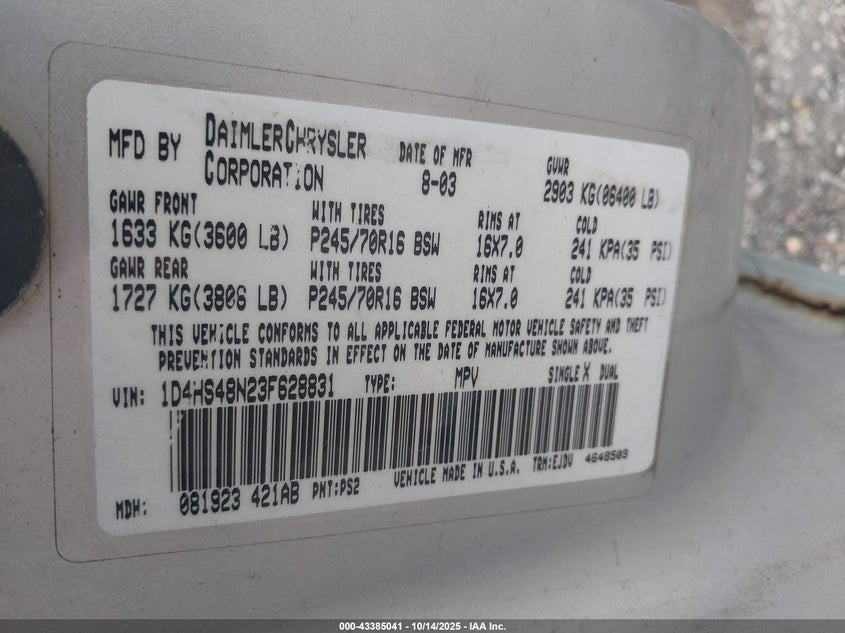 MFD BY DAIMLERCHRYSLER CORPORATION DATE OF MFR 8-03 GVWR 2903 KG(06400 LB)
GAWR FRONT WITH TIRES RIMS AT COLD
1633 KG(3600 LB) P245/70R16 BSW 16X7.0 241 KPA(35 PSI)
GAWR REAR WITH TIRES RIMS AT COLD
1727 KG(3806 LB) P245/70R16 BSW 16X7.0 241 KPA(35 PSI)
THIS VEHICLE CONFORMS TO ALL APPLICABLE FEDERAL MOTOR VEHICLE SAFETY AND THEFT
PREVENTION STANDARDS IN EFFECT ON THE DATE OF MANUFACTURE SHOWN ABOVE.
VIN: 1D4HS48N23F628831 TYPE: MPV SINGLE X DUAL
MDH: 081923 421AB PNT:PS2 VEHICLE MADE IN U.S.A. TRM:EJDV 4648509
000-43385041 - 10/14/2025 - IAA Inc.